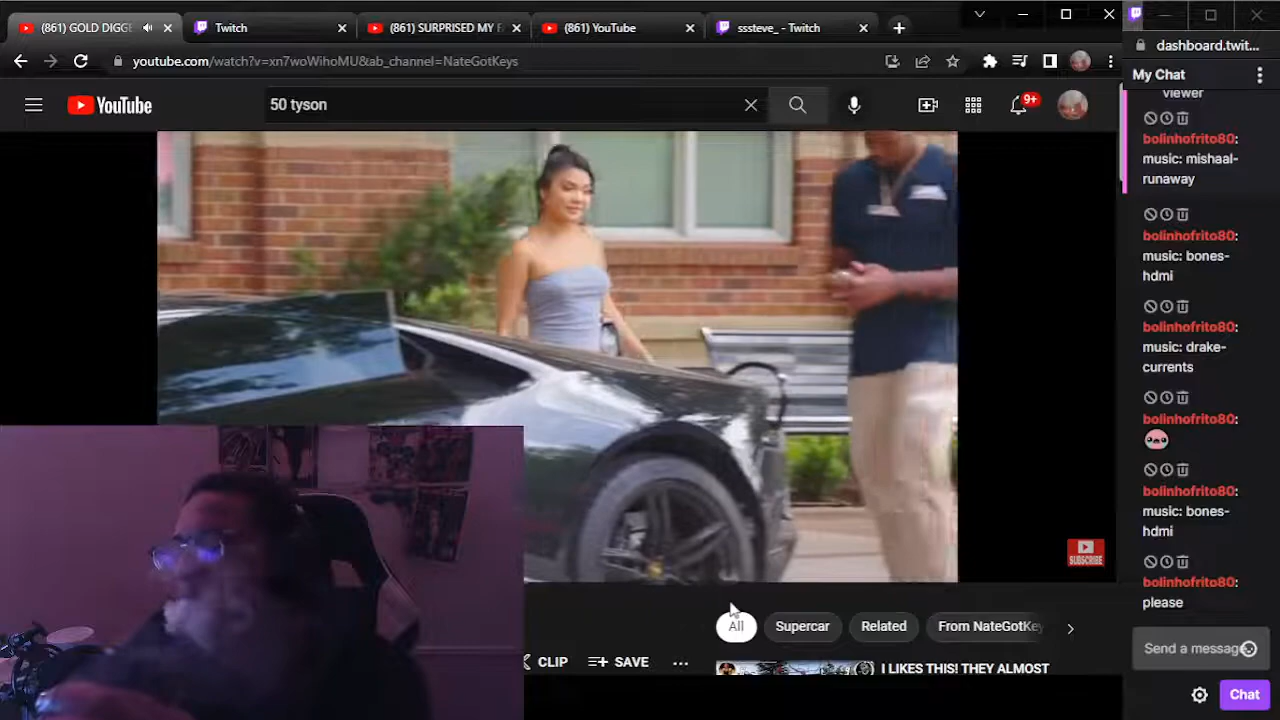 (861) GOLD DIGGE
Twitch
(861) SURPRISED MY E
(861) YouTube
ssseve_ - Twitch
youtube.com/watch?v=xn7woWihoMU&ab_channel=NateGotKeys
dashboard.twit...
YouTube
50 tyson
9+
My Chat
viewer
bolinhofrito80:
music: mishaal-
runaway
bolinhofrito80:
music: bones-
hdmi
bolinhofrito80:
music: drake-
currents
bolinhofrito80:
bolinhofrito80:
music: bones-
hdmi
bolinhofrito80:
please
SUBSCRIBE
All
Supercar
Related
From NateGotKey
CLIP
SAVE
I LIKES THIS! THEY ALMOST
Send a message
Chat